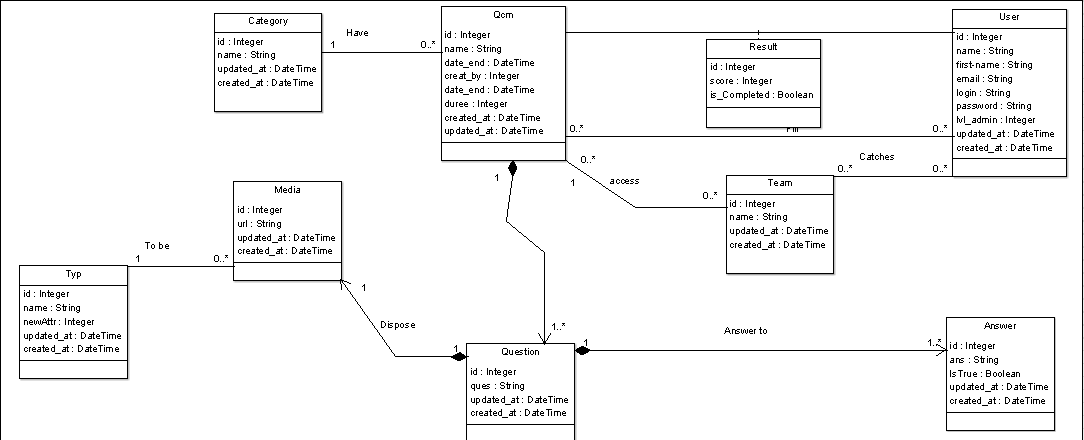 Category
id : Integer
name : String
updated_at : DateTime
created_at : DateTime
Have
1
0..*
Qcm
id : Integer
name : String
date_end : DateTime
creat_by : Integer
date_end : DateTime
duree : Integer
created_at : DateTime
updated_at : DateTime
Result
id : Integer
score : Integer
is_Completed : Boolean
User
id : Integer
name : String
first-name : String
email : String
login : String
password : String
lvl_admin : Integer
updated_at : DateTime
created_at : DateTime
0..*
0..*
0..*
1
access
0..*
Catches
0..*
0..*
Team
id : Integer
name : String
updated_at : DateTime
created_at : DateTime
1
Media
id : Integer
url : String
updated_at : DateTime
created_at : DateTime
To be
1
0..*
Typ
id : Integer
name : String
newAttr : Integer
updated_at : DateTime
created_at : DateTime
1
Dispose
1
1..*
Question
id : Integer
ques : String
updated_at : DateTime
created_at : DateTime
1
Answer to
1..*
Answer
id : Integer
ans : String
IsTrue : Boolean
updated_at : DateTime
created_at : DateTime